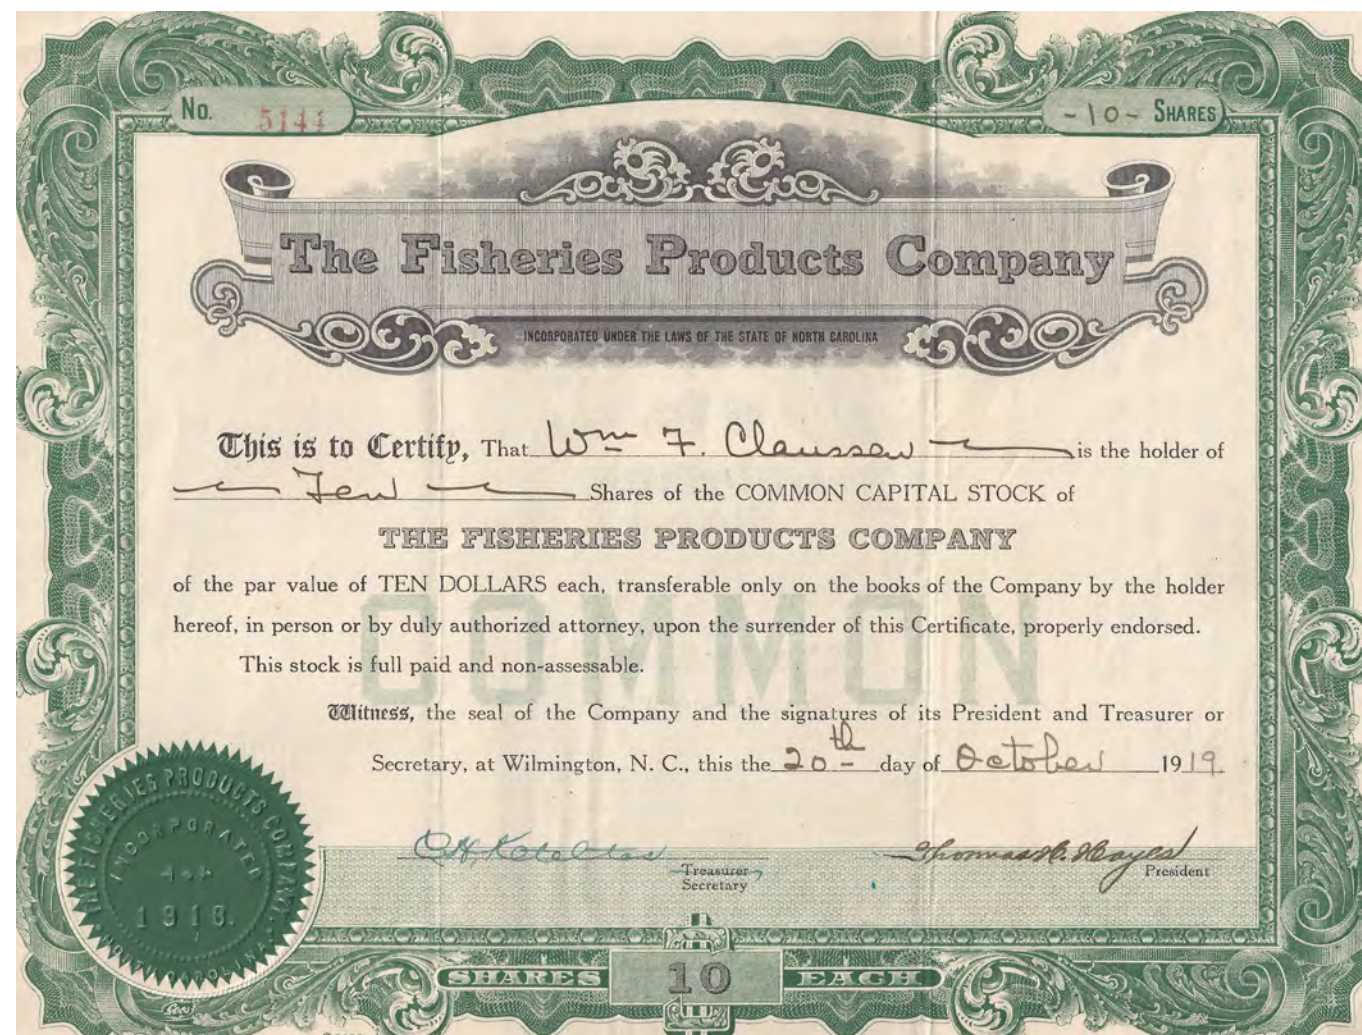 No. 5144
-10- SHARES
The Fisheries Products Company
INCORPORATED UNDER THE LAWS OF THE STATE OF NORTH CAROLINA
This is to Certify, That Wm F. Claussen is the holder of
Ten Shares of the COMMON CAPITAL STOCK of
THE FISHERIES PRODUCTS COMPANY
of the par value of TEN DOLLARS each, transferable only on the books of the Company by the holder
hereof, in person or by duly authorized attorney, upon the surrender of this Certificate, properly endorsed.
This stock is full paid and non-assessable.
COMMON
Witness, the seal of the Company and the signatures of its President and Treasurer or
Secretary, at Wilmington, N. C., this the 20th day of October 1919
Thomas H. Hayes
Treasurer
Secretary
President
THE FISHERIES PRODUCTS COMPANY.
INCORPORATED
NORTH CAROLINA
SHARES 10 EACH